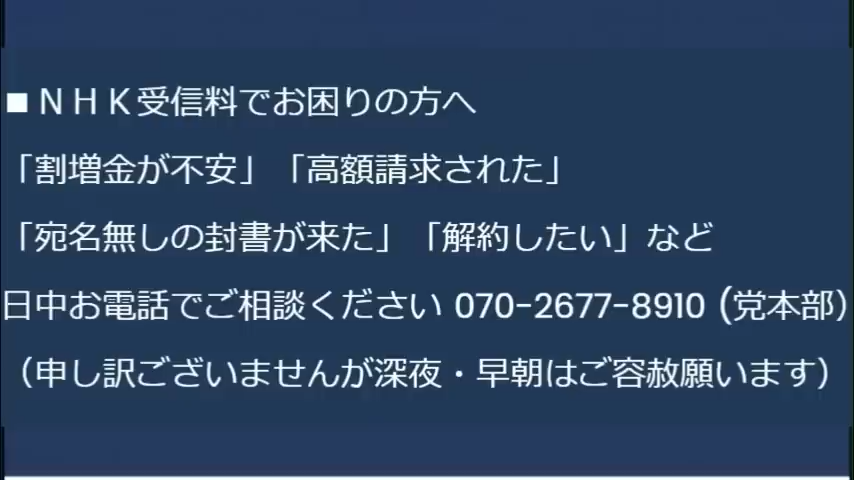 ■ＮＨＫ受信料でお困りの方へ
「割増金が不安」「高額請求された」
「宛名無しの封書が来た」「解約したい」など
日中お電話でご相談ください 070-2677-8910 (党本部)
（申し訳ございませんが深夜・早朝はご容赦願います）